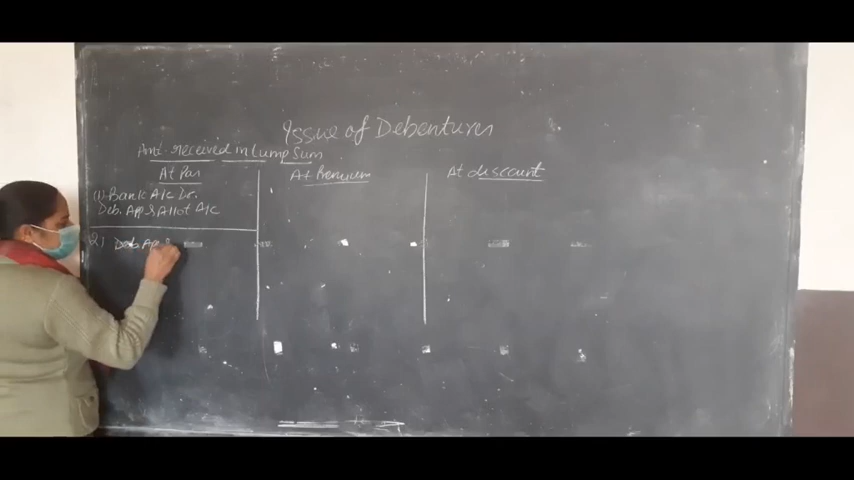 Issue of Debentures
Amt. received in Lump Sum
At Par
At Premium
At discount
(1) Bank A/c Dr.
Deb. App & Allot A/c
2) Deb App &